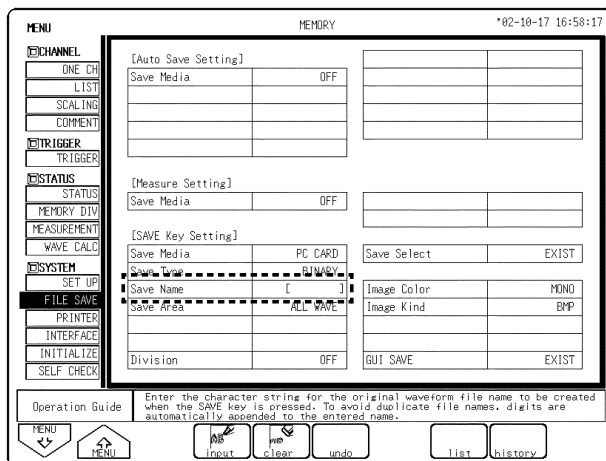 MENU
MEMORY
'02-10-17 16:58:17
CHANNEL
ONE CH
LIST
SCALING
COMMENT
TRIGGER
TRIGGER
STATUS
STATUS
MEMORY DIV
MEASUREMENT
WAVE CALC
SYSTEM
SET UP
FILE SAVE
PRINTER
INTERFACE
INITIALIZE
SELF CHECK
[Auto Save Setting]
Save Media OFF
[Measure Setting]
Save Media OFF
[SAVE Key Setting]
Save Media PC CARD Save Select EXIST
Save Type BINARY
Save Name [ ] Image Color MONO
Save Area ALL WAVE Image Kind BMP
Division OFF GUI SAVE EXIST
Operation Guide
Enter the character string for the original waveform file name to be created
when the SAVE key is pressed. To avoid duplicate file names, digits are
automatically appended to the entered name.
MENU
MENU
input clear undo list history